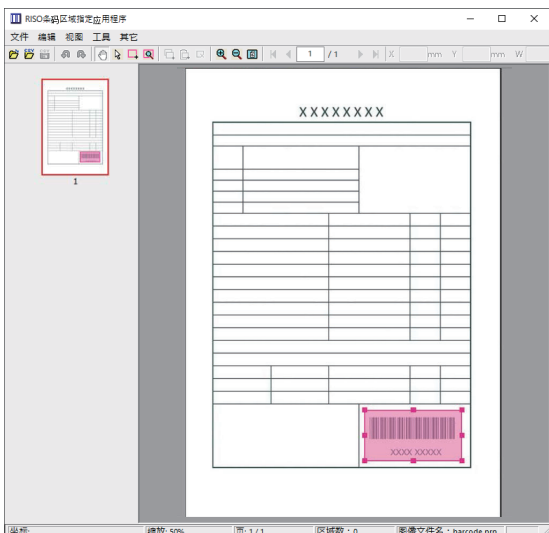 RISO条码区域指定应用程序
文件 编辑 视图 工具 其它
1 / 1 X mm Y mm W
XXXXXXXX
1
XXXX XXXXX
坐标: 缩放: 50% 页: 1 / 1 区域数：0 影像文件名：barcode.prn